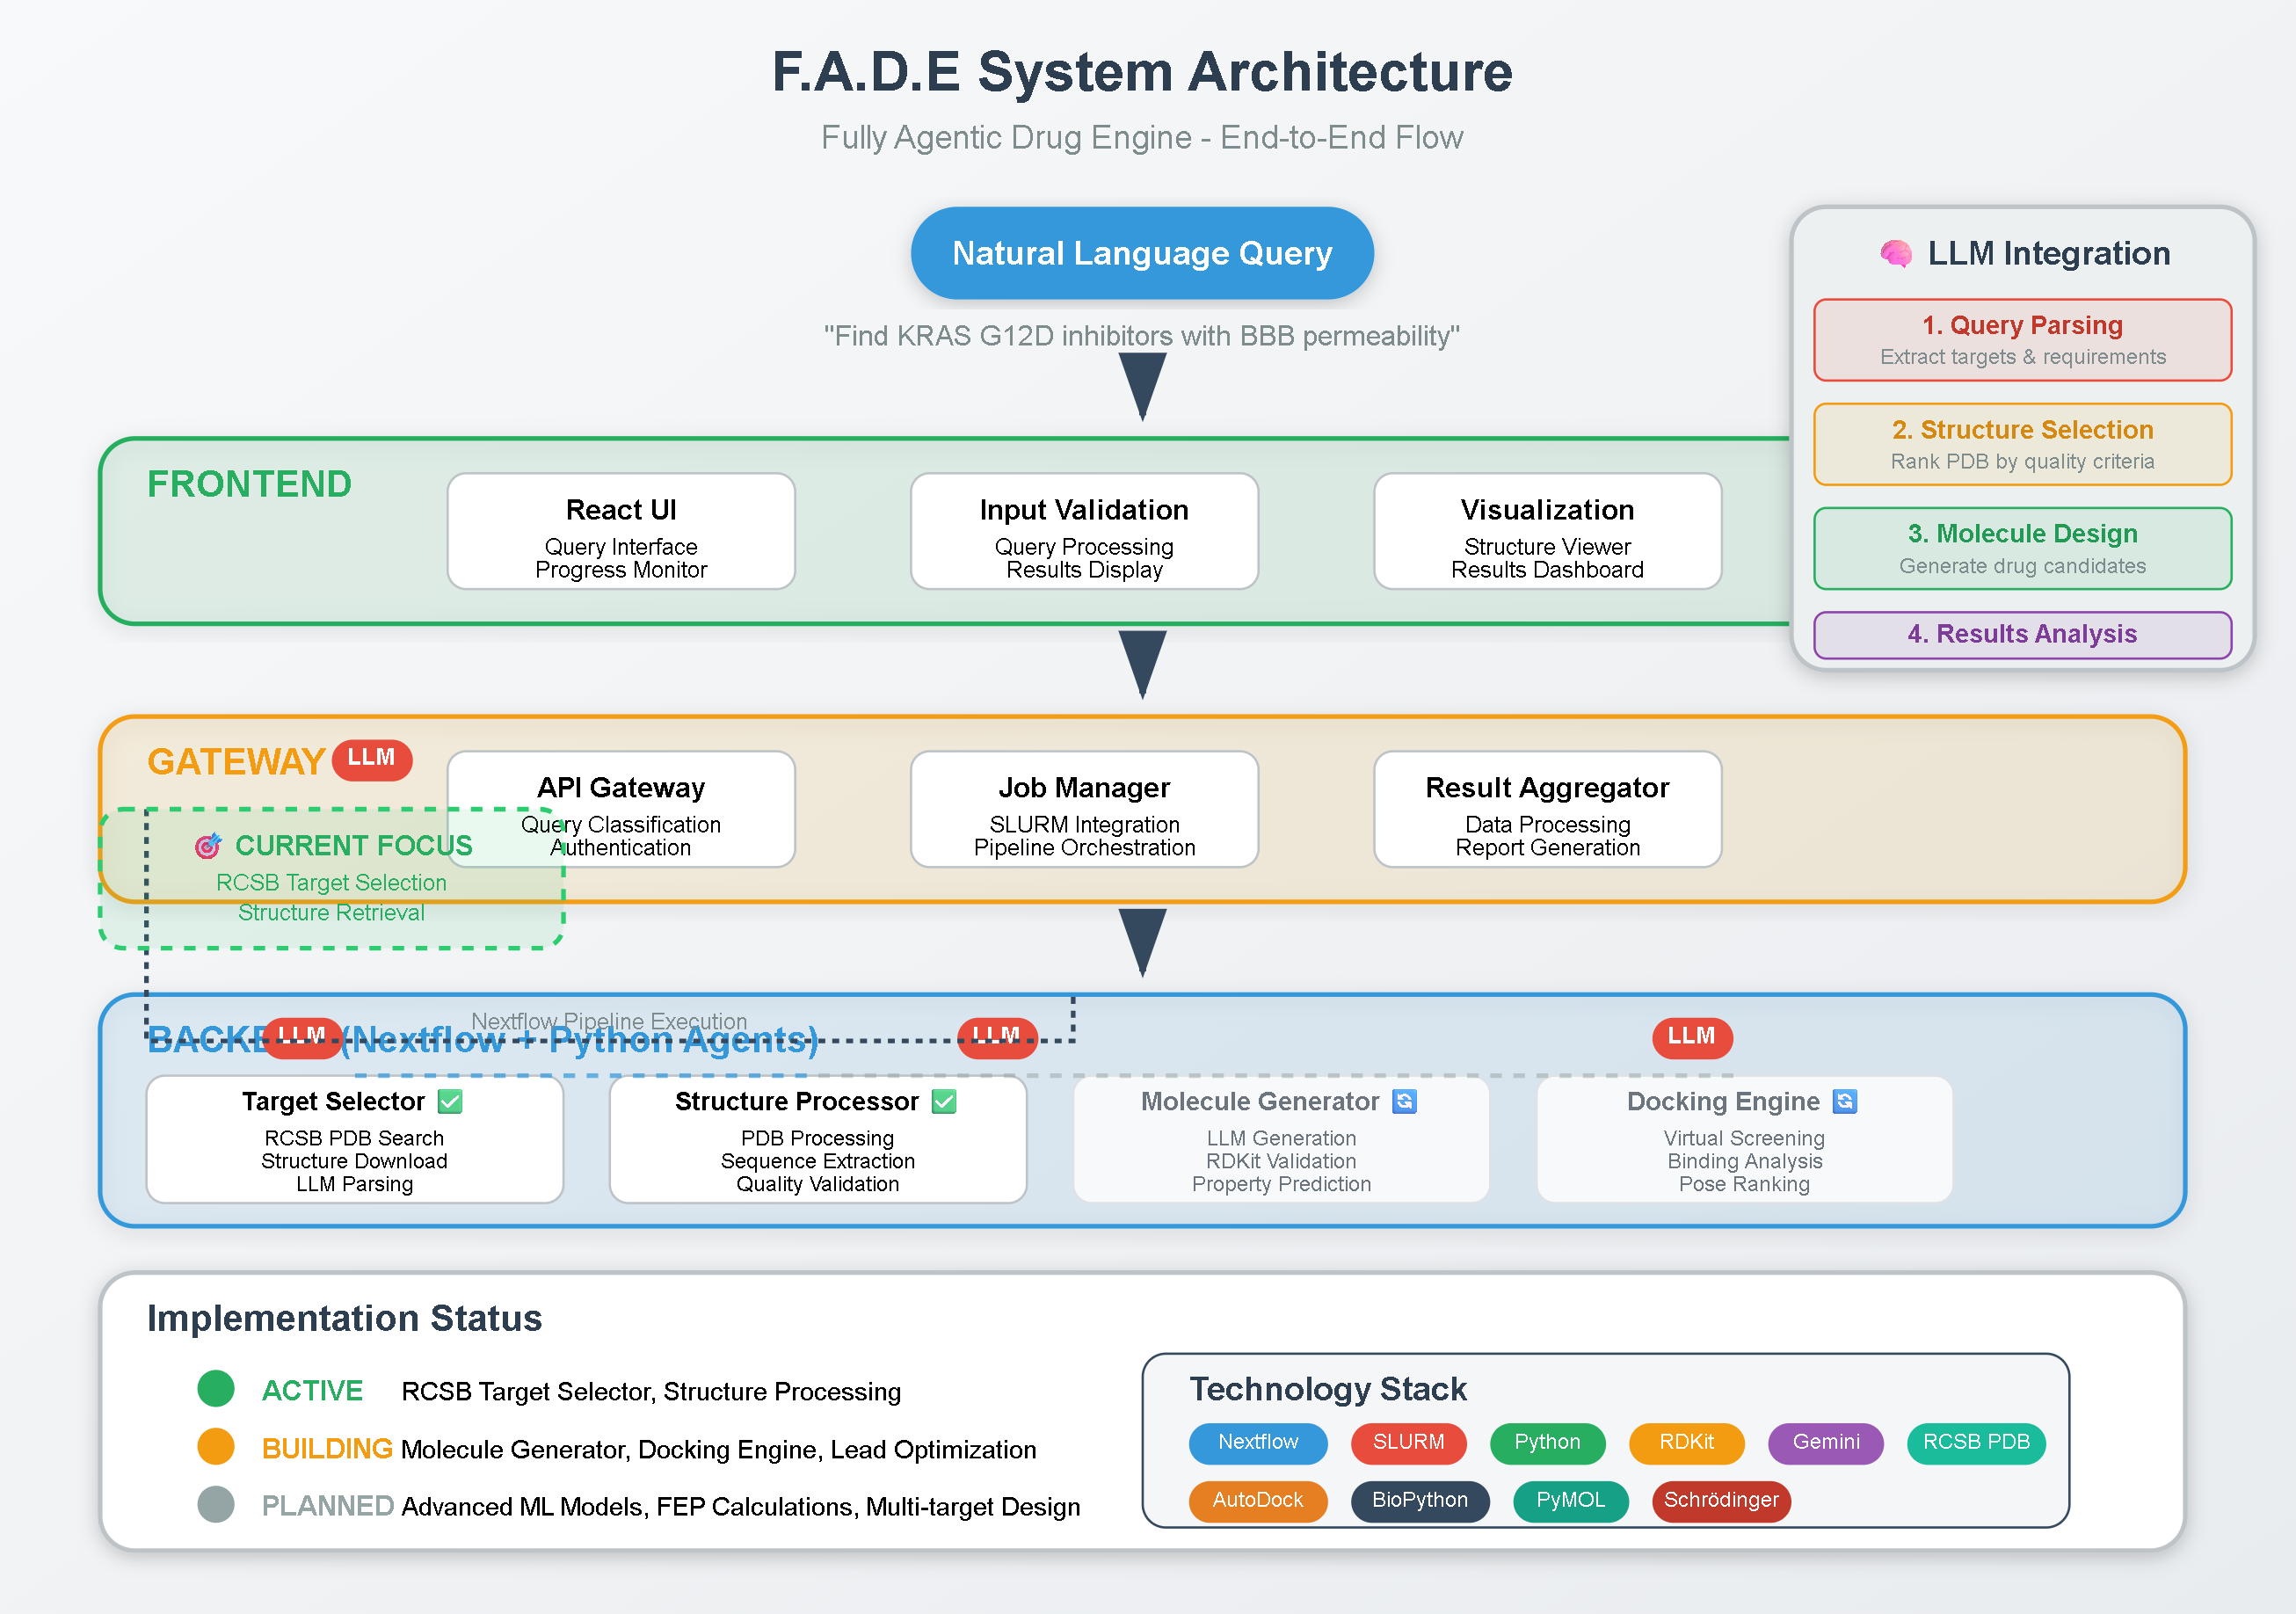 F.A.D.E System Architecture
Fully Agentic Drug Engine - End-to-End Flow
Natural Language Query
"Find KRAS G12D inhibitors with BBB permeability"
LLM Integration
1. Query Parsing
Extract targets & requirements
2. Structure Selection
Rank PDB by quality criteria
3. Molecule Design
Generate drug candidates
4. Results Analysis
FRONTEND
React UI
Query Interface
Progress Monitor
Input Validation
Query Processing
Results Display
Visualization
Structure Viewer
Results Dashboard
GATEWAY
LLM
API Gateway
Query Classification
Authentication
Job Manager
SLURM Integration
Pipeline Orchestration
Result Aggregator
Data Processing
Report Generation
CURRENT FOCUS
RCSB Target Selection
Structure Retrieval
Nextflow Pipeline Execution
(Nextflow + Python Agents)
LLM
LLM
LLM
Target Selector
RCSB PDB Search
Structure Download
LLM Parsing
Structure Processor
PDB Processing
Sequence Extraction
Quality Validation
Molecule Generator
LLM Generation
RDKit Validation
Property Prediction
Docking Engine
Virtual Screening
Binding Analysis
Pose Ranking
Implementation Status
ACTIVE RCSB Target Selector, Structure Processing
BUILDING Molecule Generator, Docking Engine, Lead Optimization
PLANNED Advanced ML Models, FEP Calculations, Multi-target Design
Technology Stack
Nextflow SLURM Python RDKit Gemini RCSB PDB
AutoDock BioPython PyMOL Schrödinger